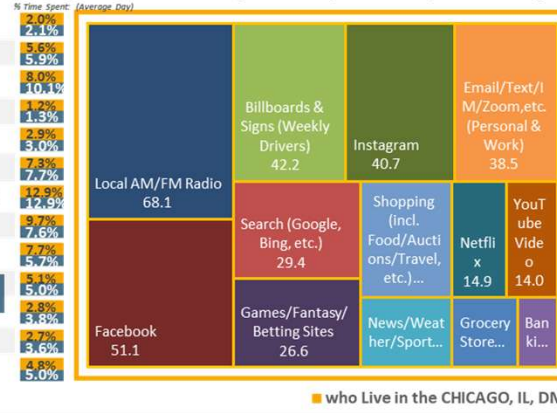 % Time Spent: (Average Day)
2.0%
2.1%
5.6%
5.9%
8.0%
10.1%
1.2%
1.3%
2.9%
3.0%
7.3%
7.7%
12.9%
12.9%
9.7%
7.6%
7.7%
5.7%
5.1%
5.0%
2.8%
3.8%
2.7%
3.6%
4.8%
5.0%
Local AM/FM Radio
68.1
Facebook
51.1
Billboards &
Signs (Weekly
Drivers)
42.2
Instagram
40.7
Email/Text/I
M/Zoom,etc.
(Personal &
Work)
38.5
Search (Google,
Bing, etc.)
29.4
Games/Fantasy/
Betting Sites
26.6
Shopping
(incl.
Food/Aucti
ons/Travel,
etc.)...
Netfli
x
14.9
YouT
ube
Vide
o
14.0
News/Weat
her/Sport...
Grocery
Store...
Ban
ki...
who Live in the CHICAGO, IL, DM